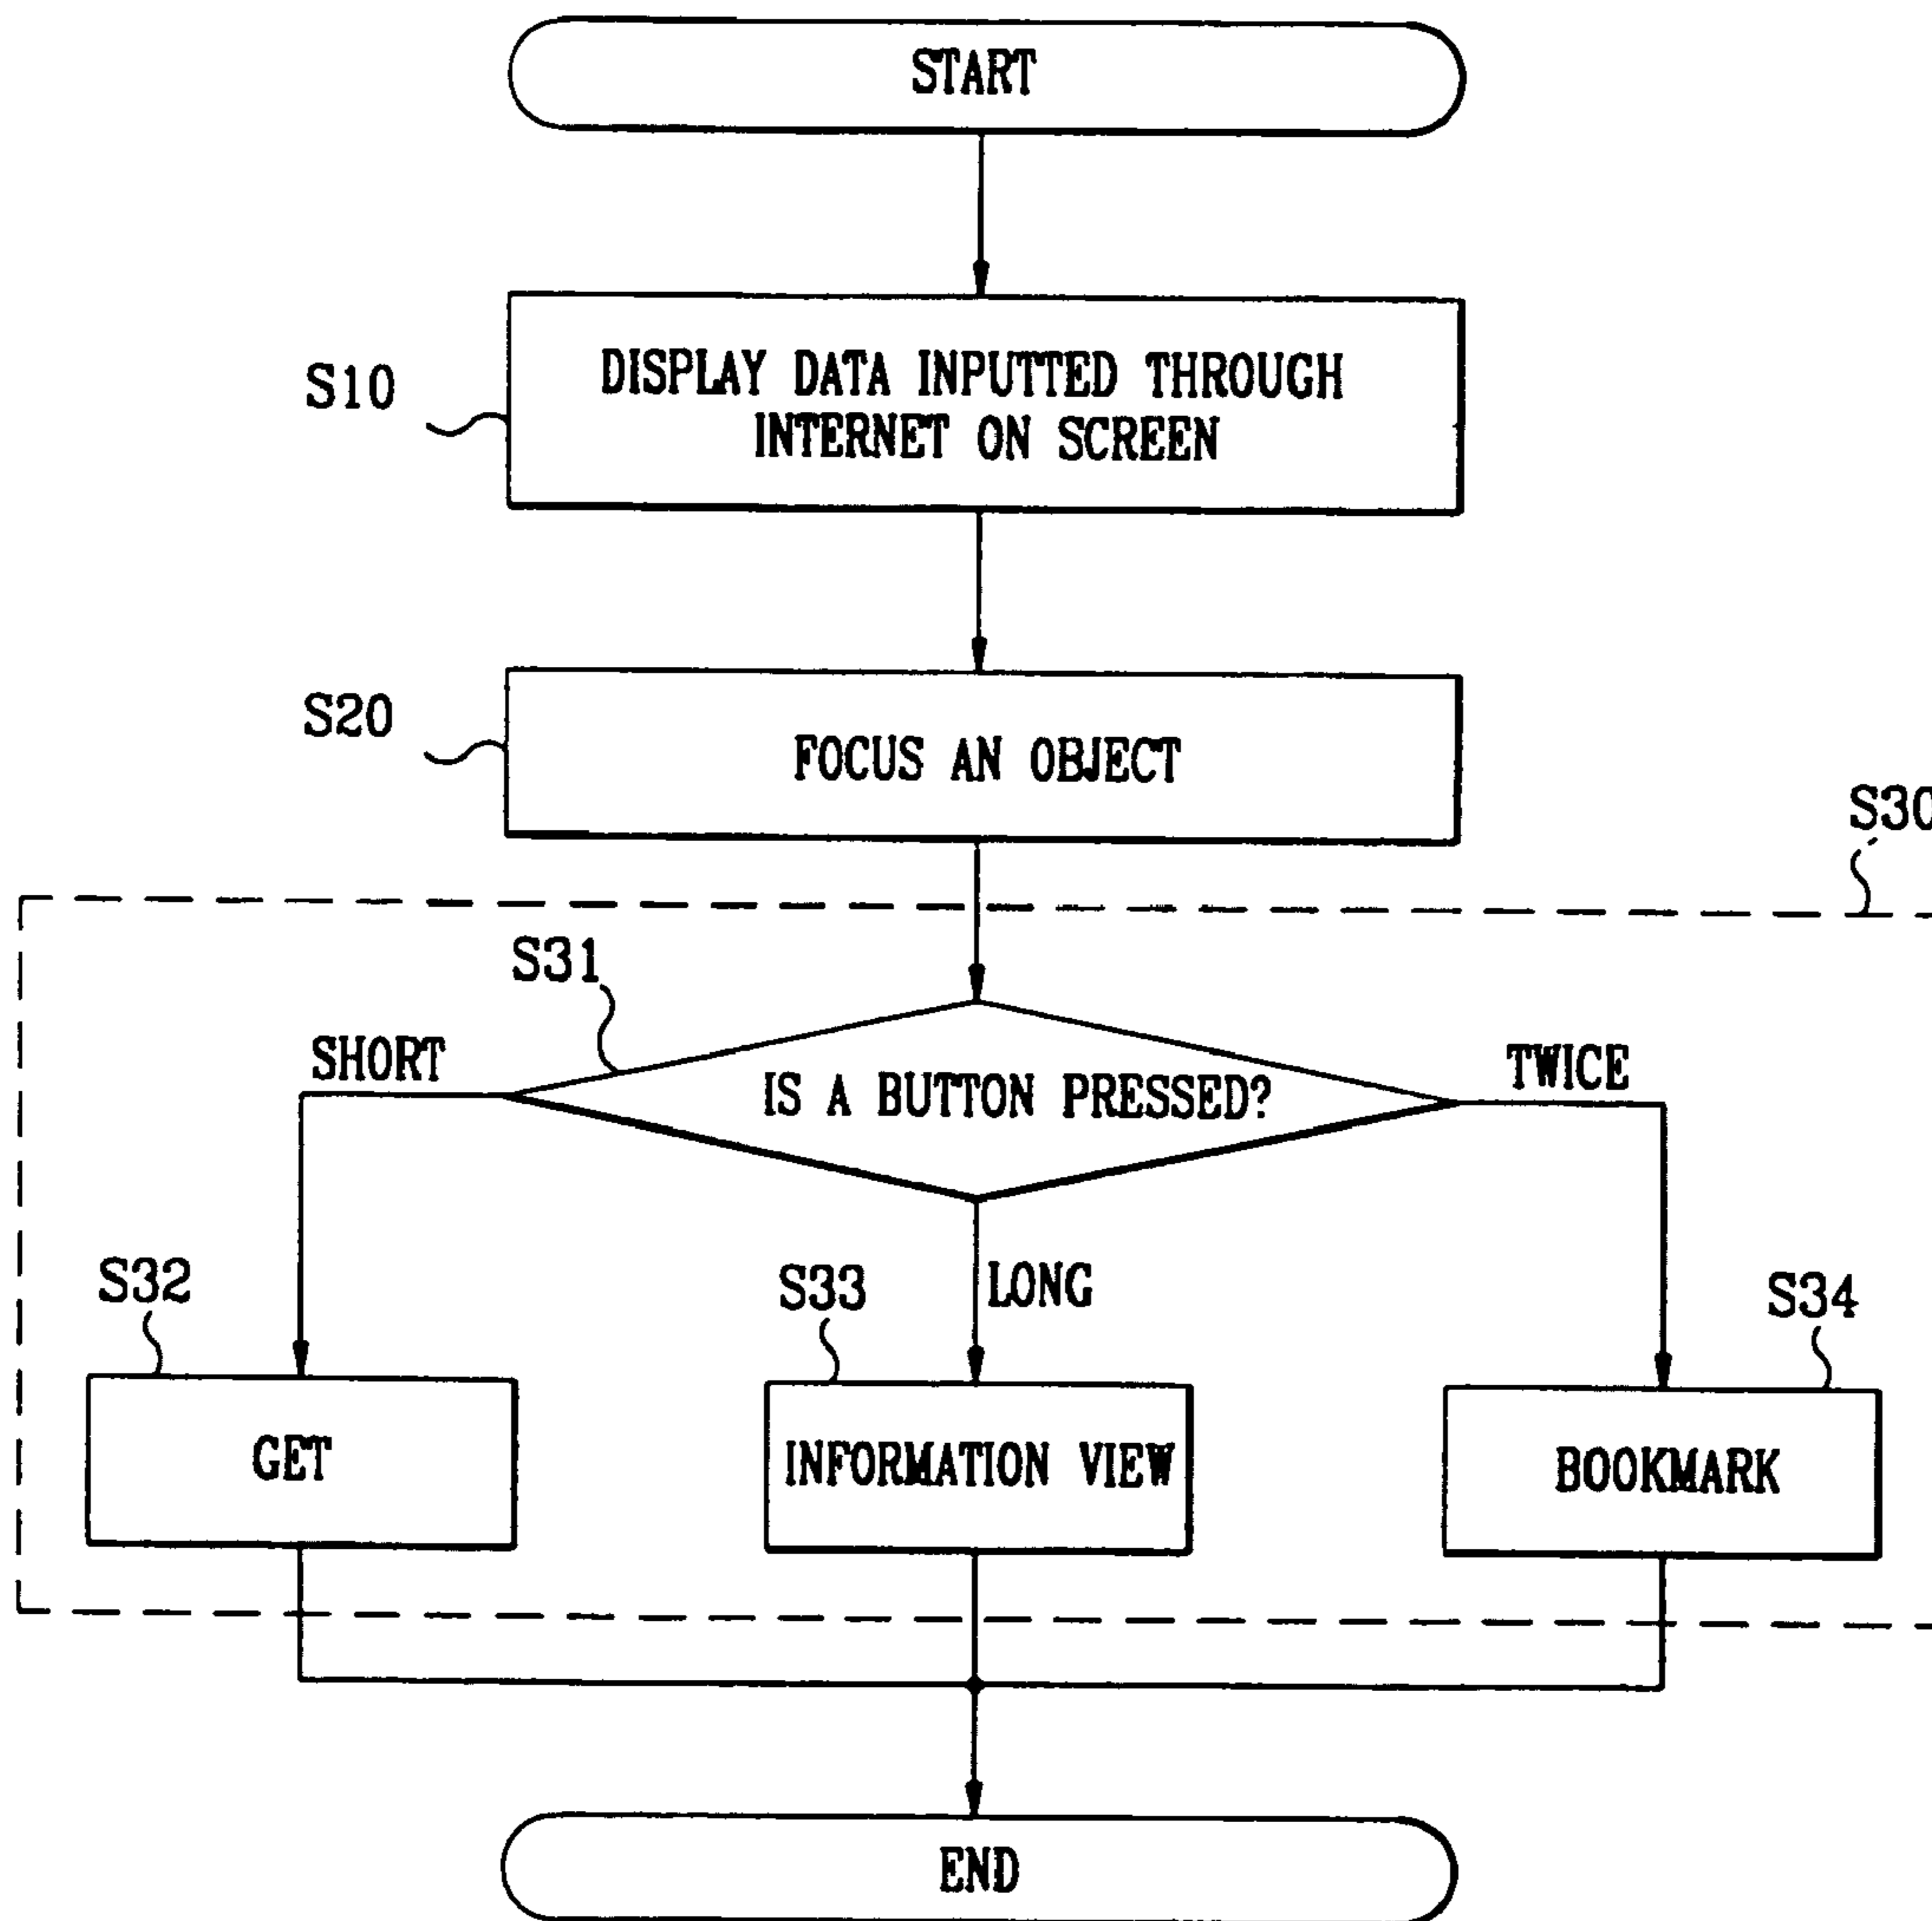 START
S10
DISPLAY DATA INPUTTED THROUGH
INTERNET ON SCREEN
S20
FOCUS AN OBJECT
S30
S31
SHORT
IS A BUTTON PRESSED?
TWICE
S32
S33
LONG
S34
GET
INFORMATION VIEW
BOOKMARK
END